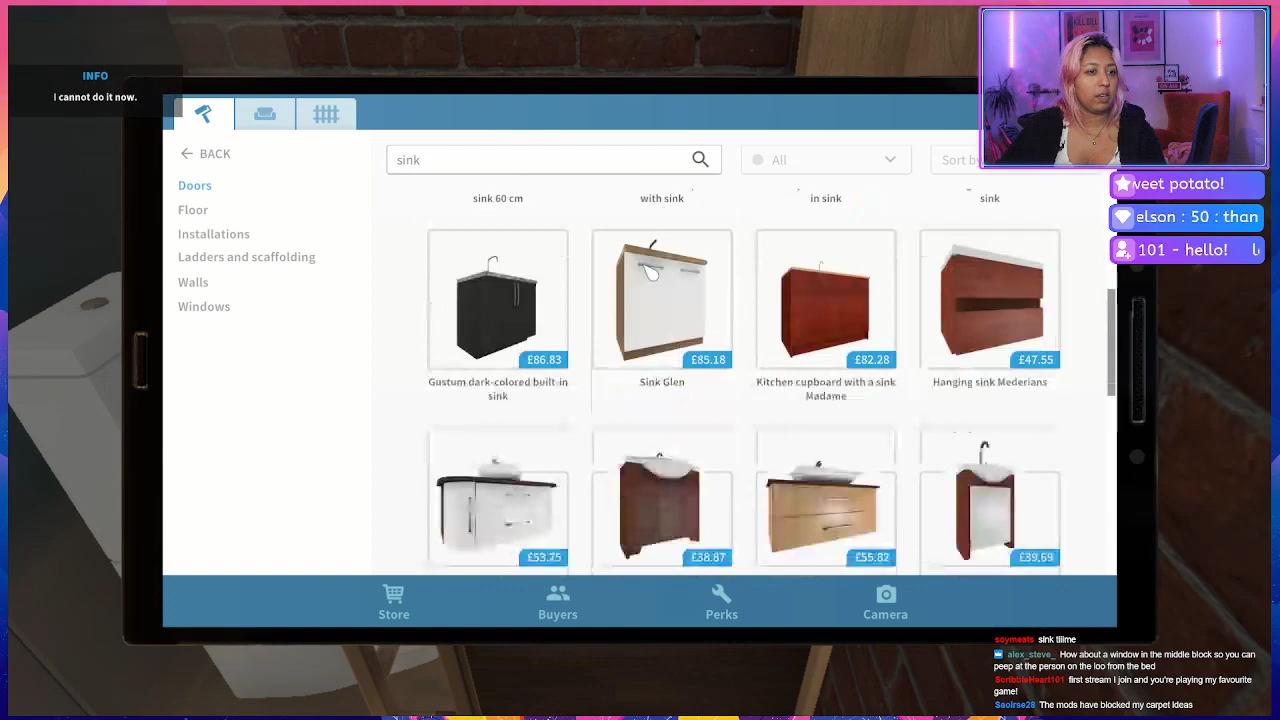 INFO
I cannot do it now.
BACK
sink
All
Sort by
Doors
Floor
Installations
Ladders and scaffolding
Walls
Windows
sink 60 cm
with sink
in sink
sink
£86.83
£85.18
£82.28
£47.55
Gustum dark-colored built-in
sink
Sink Glen
Kitchen cupboard with a sink
Madame
Hanging sink Mederians
£53.75
£38.87
£55.82
£39.69
Store
Buyers
Perks
Camera
KILL BILL
ON AIR
weet potato!
elson : 50 : than
101 - hello!
soymeats sink tiiime
alex_steve_ How about a window in the middle block so you can
peep at the person on the loo from the bed
ScribbleHeart101 first stream I join and you're playing my favourite
game!
Saoirse28 The mods have blocked my carpet ideas